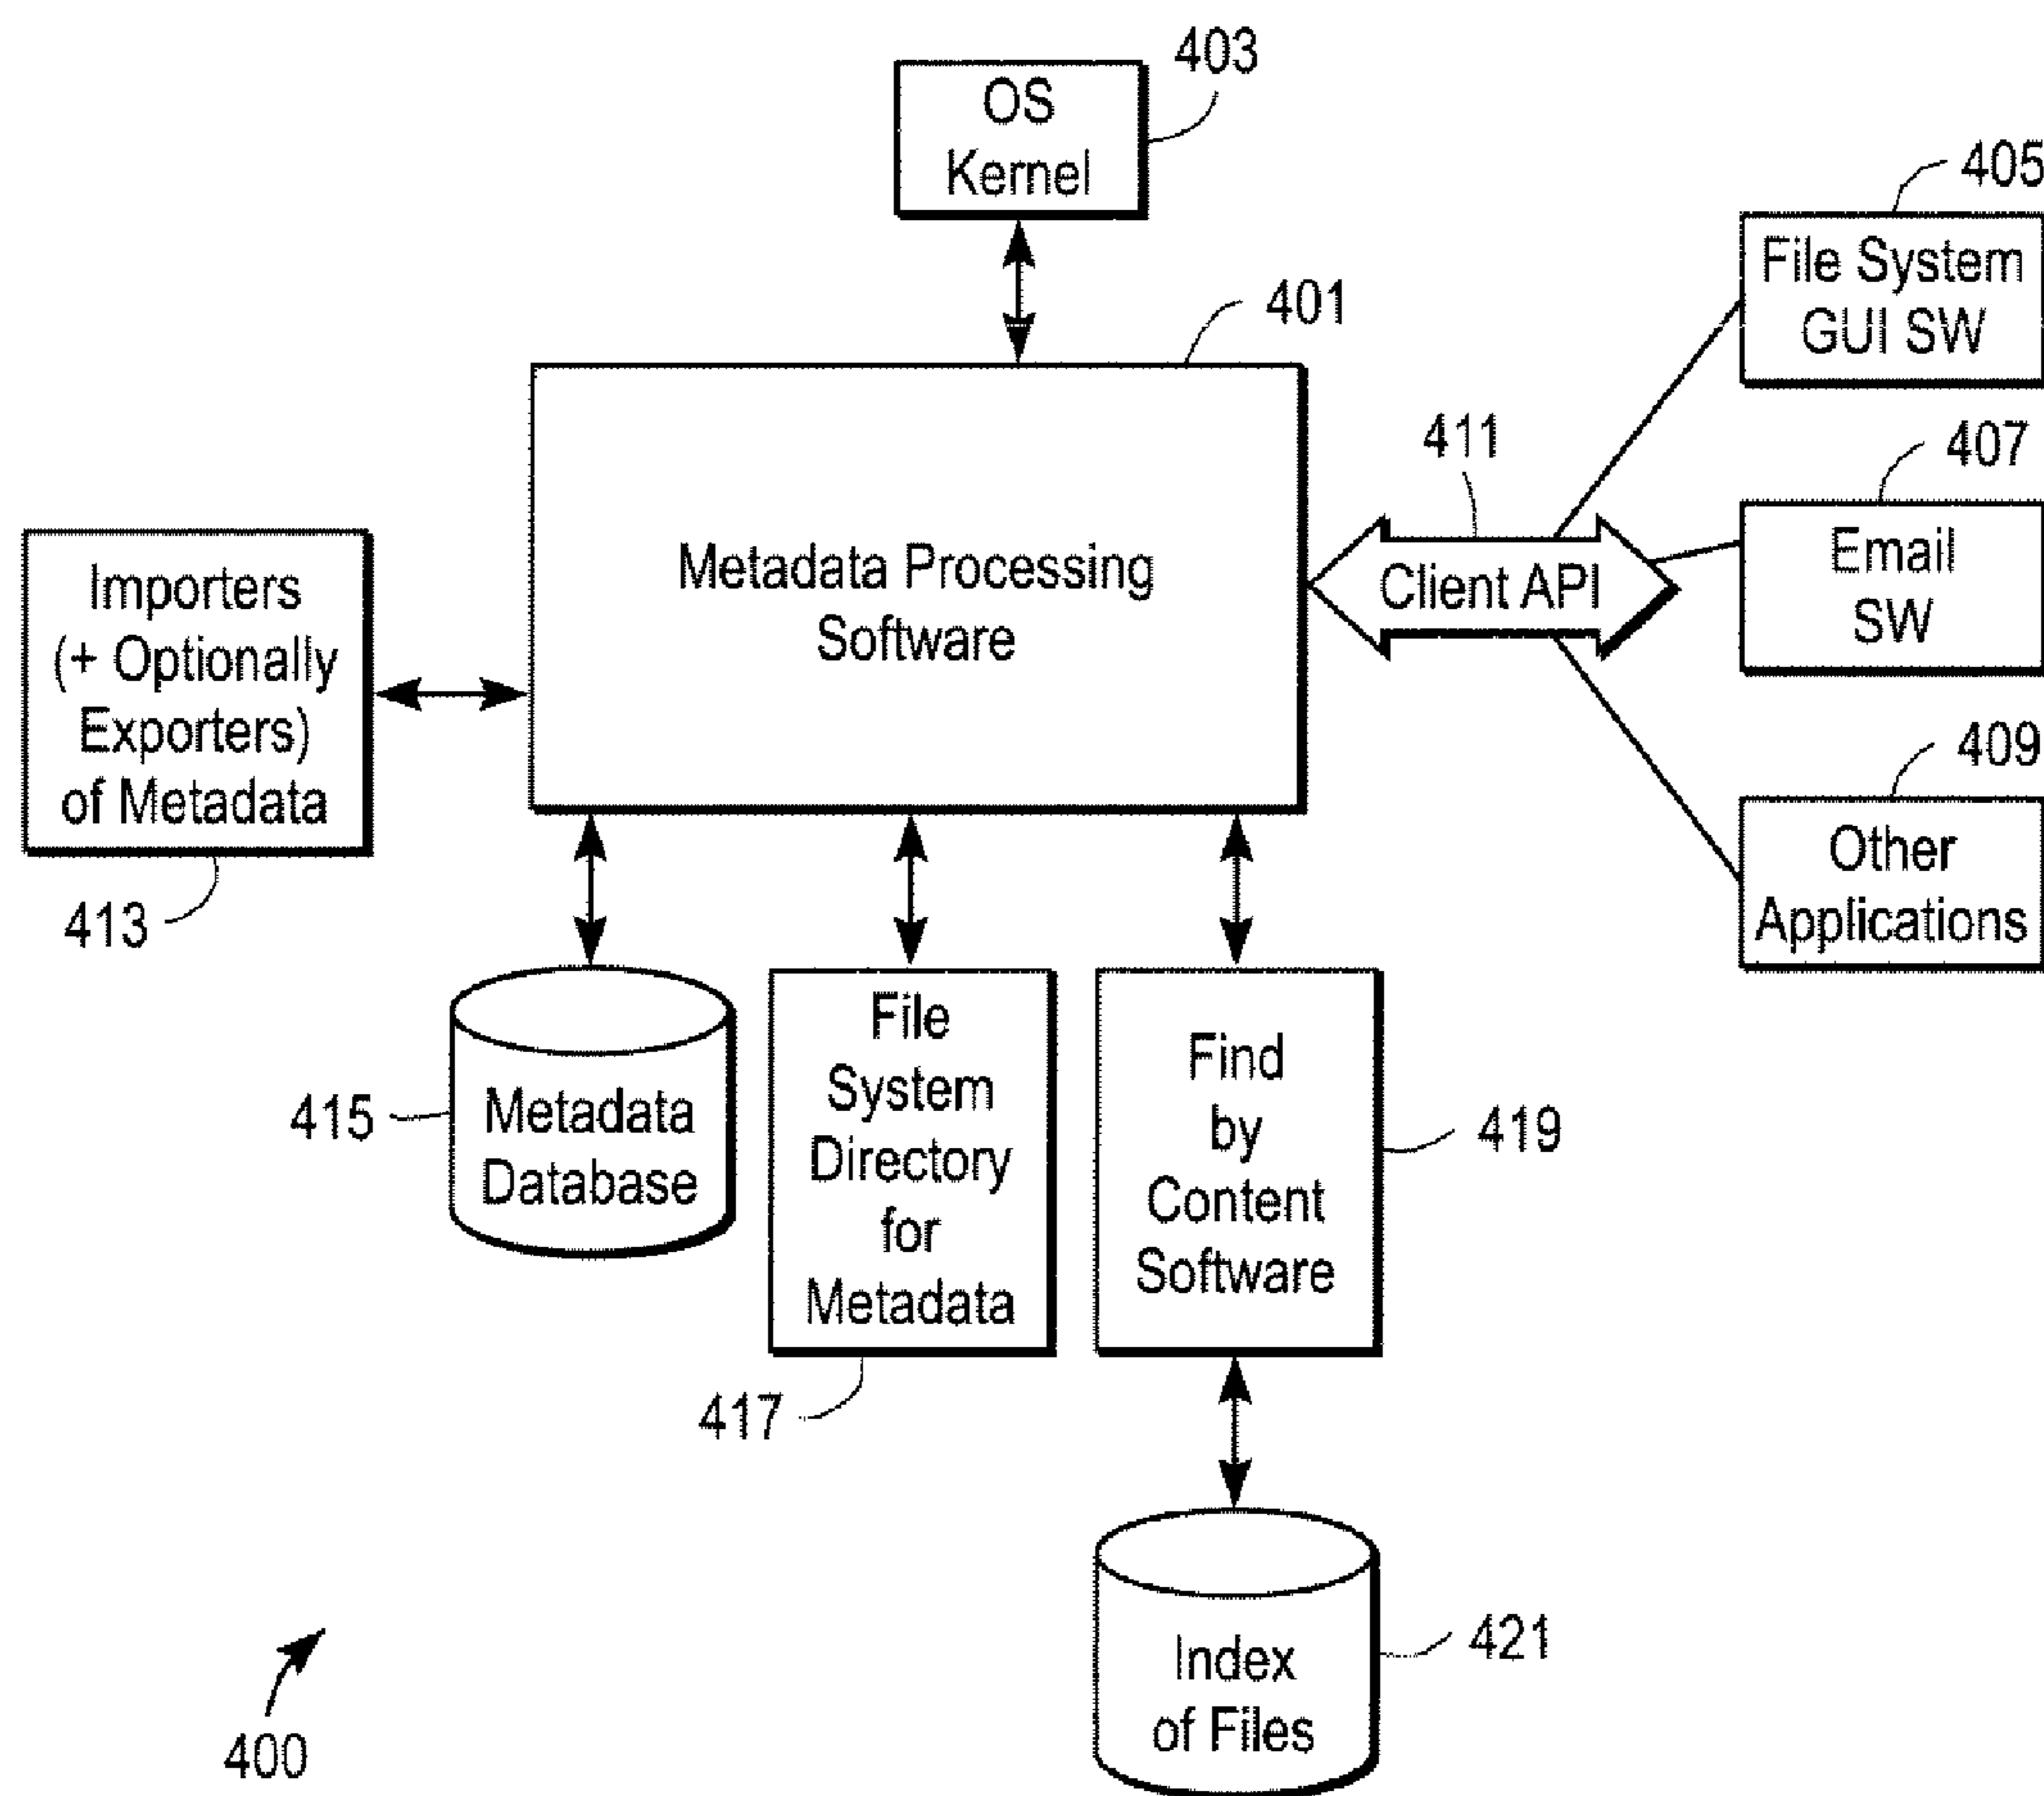 403
OS
Kernel
405
File System
GUI SW
401
411
407
Client API
Email
SW
Metadata Processing
Software
Importers
(+ Optionally
Exporters)
of Metadata
413
409
Other
Applications
415
Metadata
Database
File
System
Directory
for
Metadata
417
Find
by
Content
Software
419
421
Index
of Files
400